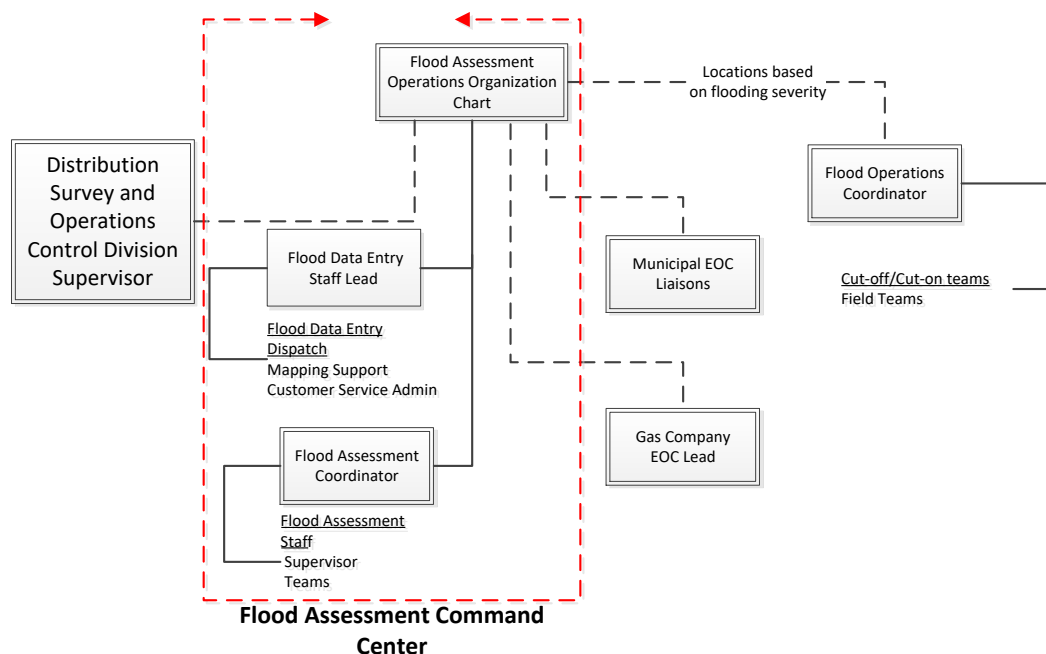 Flood Assessment
Operations Organization
Chart
Locations based
on flooding severity
Distribution
Survey and
Operations
Control Division
Supervisor
Flood Operations
Coordinator
Flood Data Entry
Staff Lead
Municipal EOC
Liaisons
Cut-off/Cut-on teams
Field Teams
Flood Data Entry
Dispatch
Mapping Support
Customer Service Admin
Gas Company
EOC Lead
Flood Assessment
Coordinator
Flood Assessment
Staff
Supervisor
Teams
Flood Assessment Command
Center